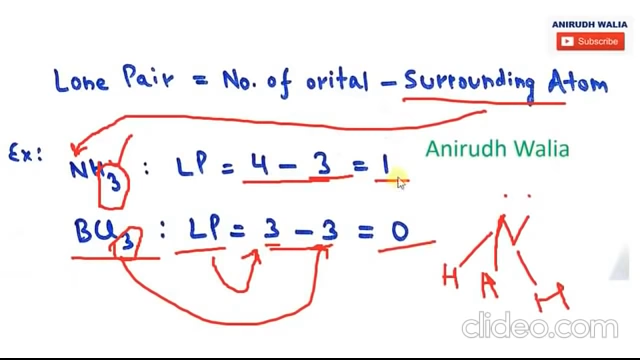 ANIRUDH WALIA
Subscribe
Lone Pair = No. of orital - Surrounding Atom
Ex: NH3 : LP = 4 - 3 = 1
Anirudh Walia
BCl3 : LP = 3 - 3 = 0
N
H A H
clideo.com